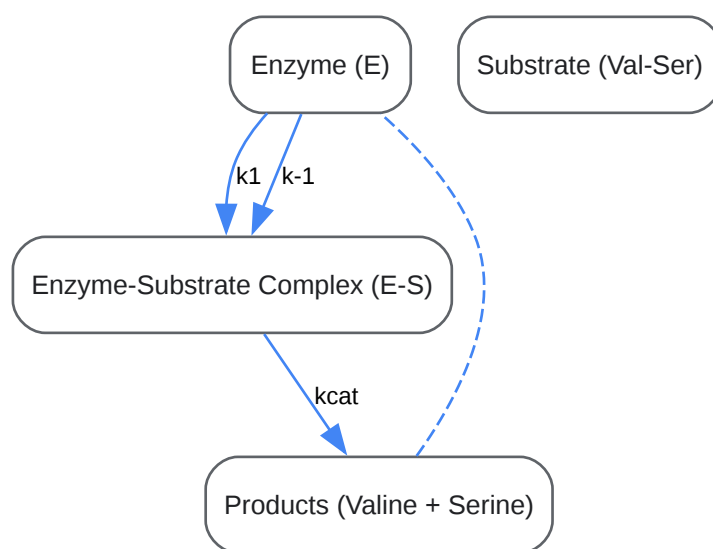 Enzyme (E)
Substrate (Val-Ser)
k1
k-1
Enzyme-Substrate Complex (E-S)
kcat
Products (Valine + Serine)